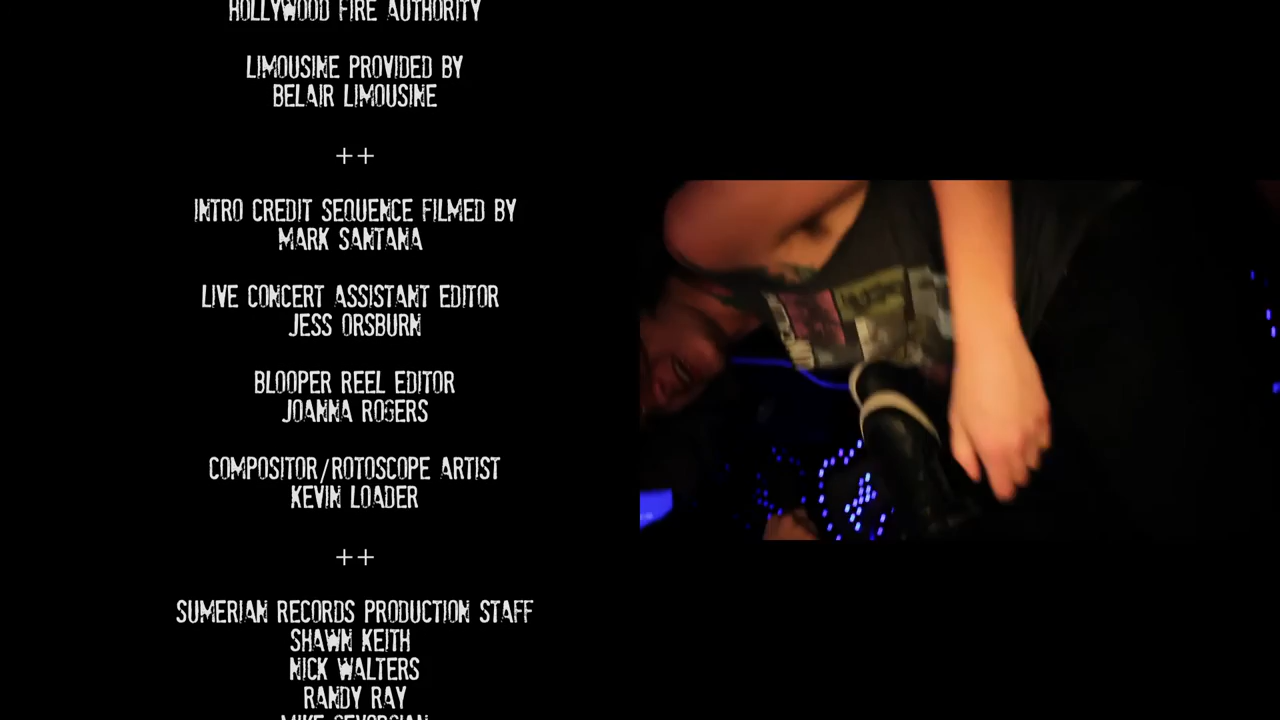 HOLLYWOOD FIRE AUTHORITY
LIMOUSINE PROVIDED BY
BELAIR LIMOUSINE
++
INTRO CREDIT SEQUENCE FILMED BY
MARK SANTANA
LIVE CONCERT ASSISTANT EDITOR
JESS ORSBURN
BLOOPER REEL EDITOR
JOANNA ROGERS
COMPOSITOR/ROTOSCOPE ARTIST
KEVIN LOADER
++
SUMERIAN RECORDS PRODUCTION STAFF
SHAWN KEITH
NICK WALTERS
RANDY RAY
MIKE